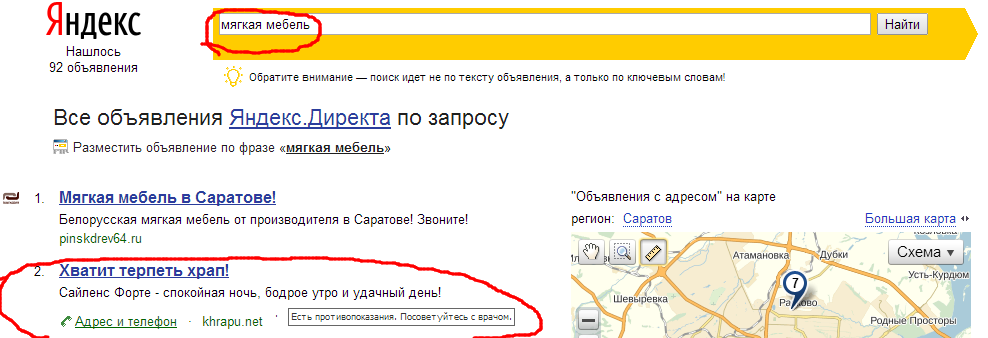 Яндекс
мягкая мебель
Найти
Нашлось
92 объявления
Обратите внимание — поиск идет не по тексту объявления, а только по ключевым словам!
Все объявления Яндекс.Директа по запросу
Разместить объявление по фразе «мягкая мебель»
1. Мягкая мебель в Саратове!
Белорусская мягкая мебель от производителя в Саратове! Звоните!
pinskdrev64.ru
2. Хватит терпеть храп!
Сайленс Форте - спокойная ночь, бодрое утро и удачный день!
Адрес и телефон · khrapu.net · Есть противопоказания. Посоветуйтесь с врачом.
"Объявления с адресом" на карте
регион: Саратов
Большая карта
Схема
Атамановка
Дубки
Усть-Курдюм
7
Шевыревка
Родные Просторы